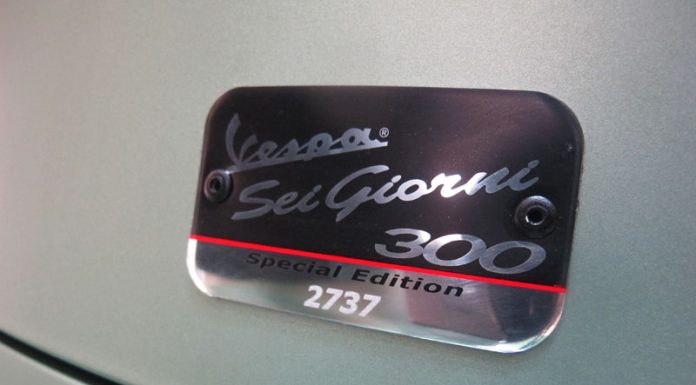 Vespa®
Sei Giorni
300
Special Edition
2737